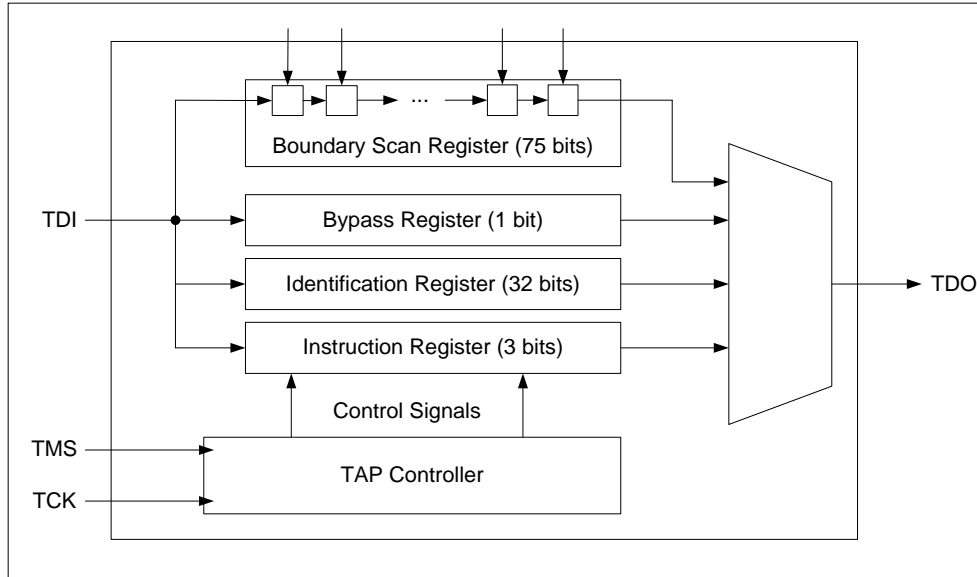 ...
Boundary Scan Register (75 bits)
TDI
Bypass Register (1 bit)
Identification Register (32 bits)
TDO
Instruction Register (3 bits)
Control Signals
TMS
TAP Controller
TCK